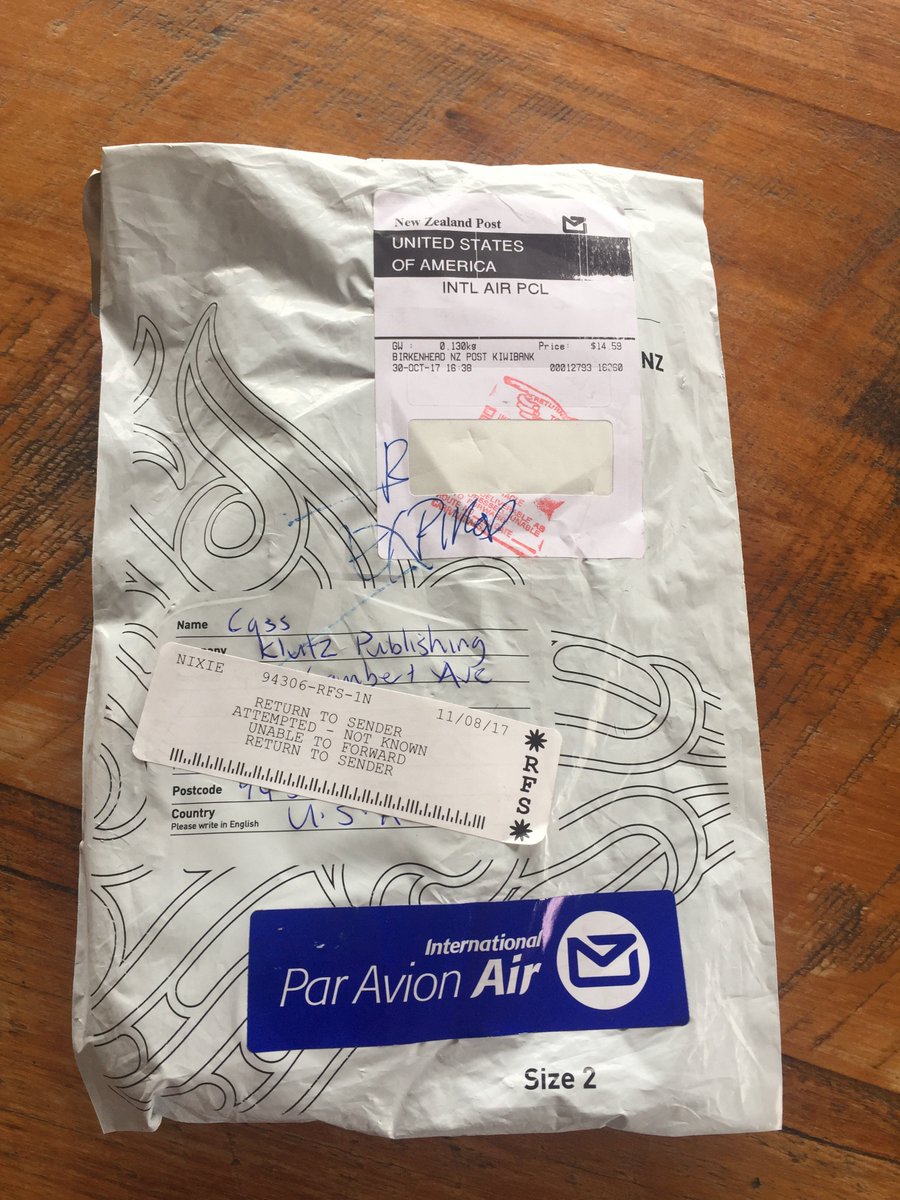 New Zealand Post
UNITED STATES
OF AMERICA
INTL AIR PCL
GW : 0.130kg Price: $14.59
BIRKENHEAD NZ POST KIWIBANK
30-OCT-17 16:38 00012793 16260
NZ
RETURN
Name Cass
Klutz Publishing
Ave
NIXIE 94306-RFS-1N 11/08/17
RETURN TO SENDER
ATTEMPTED - NOT KNOWN
UNABLE TO FORWARD
RETURN TO SENDER
*RFS*
Postcode
Country U.S.A
Please write in English
International
Par Avion Air
Size 2